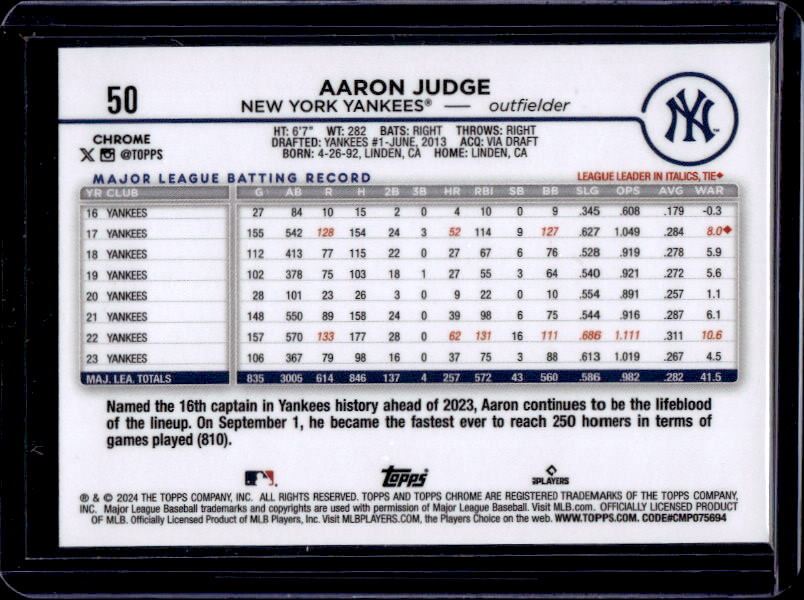 50
AARON JUDGE
NEW YORK YANKEES® — outfielder
NY
CHROME
@TOPPS
HT: 6'7" WT: 282 BATS: RIGHT THROWS: RIGHT
DRAFTED: YANKEES #1-JUNE, 2013 ACQ: VIA DRAFT
BORN: 4-26-92, LINDEN, CA HOME: LINDEN, CA
MAJOR LEAGUE BATTING RECORD LEAGUE LEADER IN ITALICS, TIE◆
YR CLUB G AB R H 2B 3B HR RBI SB BB SLG OPS AVG WAR
16 YANKEES 27 84 10 15 2 0 4 10 0 9 .345 .608 .179 -0.3
17 YANKEES 155 542 128 154 24 3 52 114 9 127 .627 1.049 .284 8.0◆
18 YANKEES 112 413 77 115 22 0 27 67 6 76 .528 .919 .278 5.9
19 YANKEES 102 378 75 103 18 1 27 55 3 64 .540 .921 .272 5.6
20 YANKEES 28 101 23 26 3 0 9 22 0 10 .554 .891 .257 1.1
21 YANKEES 148 550 89 158 24 0 39 98 6 75 .544 .916 .287 6.1
22 YANKEES 157 570 133 177 28 0 62 131 16 111 .686 1.111 .311 10.6
23 YANKEES 106 367 79 98 16 0 37 75 3 88 .613 1.019 .267 4.5
MAJ. LEA. TOTALS 835 3005 614 846 137 4 257 572 43 560 .586 .982 .282 41.5
Named the 16th captain in Yankees history ahead of 2023, Aaron continues to be the lifeblood
of the lineup. On September 1, he became the fastest ever to reach 250 homers in terms of
games played (810).
Topps
PLAYERS
® & © 2024 THE TOPPS COMPANY, INC. ALL RIGHTS RESERVED. TOPPS AND TOPPS CHROME ARE REGISTERED TRADEMARKS OF THE TOPPS COMPANY,
INC. Major League Baseball trademarks and copyrights are used with permission of Major League Baseball. Visit MLB.com. OFFICIALLY LICENSED PRODUCT
OF MLB. Officially Licensed Product of MLB Players, Inc. Visit MLBPLAYERS.COM, the Players Choice on the web. WWW.TOPPS.COM. CODE#CMP075694